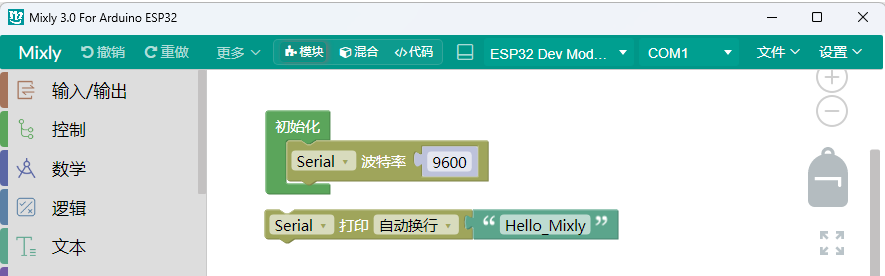 Mixly 3.0 For Arduino ESP32
Mixly 撤销 重做 更多 模块 混合 代码 ESP32 Dev Mod... COM1 文件 设置
输入/输出
控制
数学
逻辑
文本
初始化
Serial 波特率 9600
Serial 打印 自动换行 “ Hello_Mixly ”